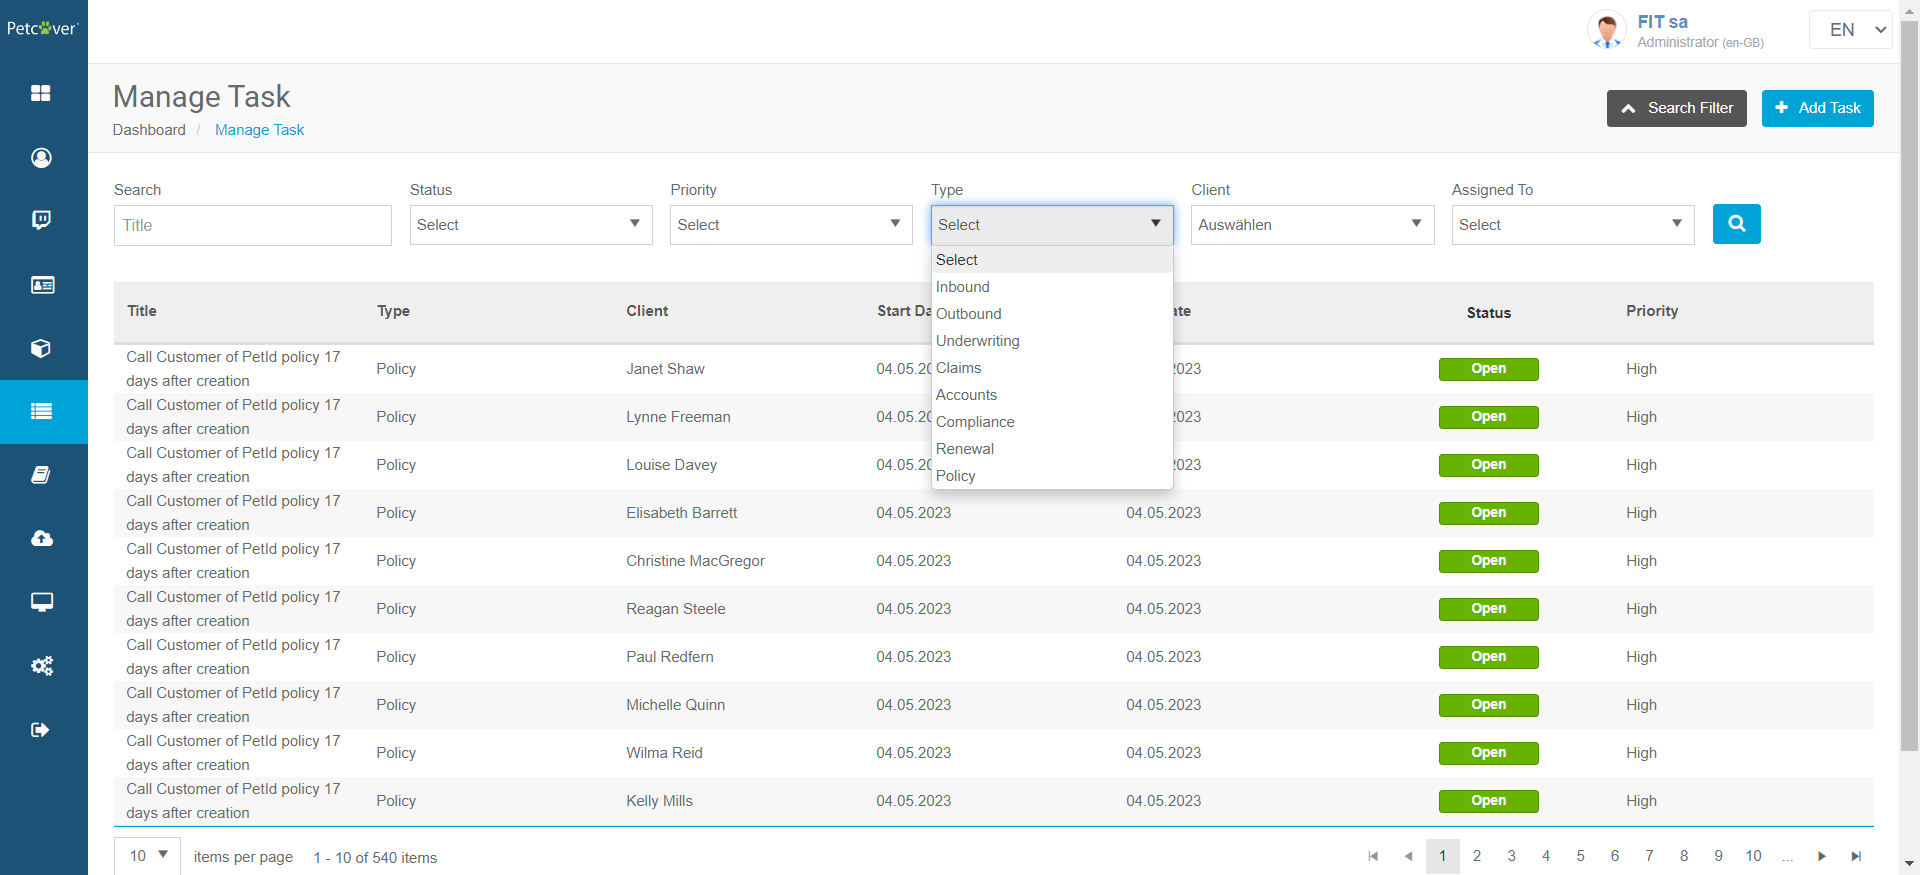 Petcover
FIT sa
Administrator (en-GB)
EN
Manage Task
Dashboard / Manage Task
Search Filter
Add Task
Search Status Priority Type Client Assigned To
Title Select Select Select Auswählen Select
Select
Inbound
Outbound
Underwriting
Claims
Accounts
Compliance
Renewal
Policy
Title Type Client Start Da ate Status Priority
Call Customer of PetId policy 17
days after creation
Policy Janet Shaw 04.05.20 2023 Open High
Call Customer of PetId policy 17
days after creation
Policy Lynne Freeman 04.05.20 2023 Open High
Call Customer of PetId policy 17
days after creation
Policy Louise Davey 04.05.20 2023 Open High
Call Customer of PetId policy 17
days after creation
Policy Elisabeth Barrett 04.05.2023 04.05.2023 Open High
Call Customer of PetId policy 17
days after creation
Policy Christine MacGregor 04.05.2023 04.05.2023 Open High
Call Customer of PetId policy 17
days after creation
Policy Reagan Steele 04.05.2023 04.05.2023 Open High
Call Customer of PetId policy 17
days after creation
Policy Paul Redfern 04.05.2023 04.05.2023 Open High
Call Customer of PetId policy 17
days after creation
Policy Michelle Quinn 04.05.2023 04.05.2023 Open High
Call Customer of PetId policy 17
days after creation
Policy Wilma Reid 04.05.2023 04.05.2023 Open High
Call Customer of PetId policy 17
days after creation
Policy Kelly Mills 04.05.2023 04.05.2023 Open High
10 items per page 1 - 10 of 540 items 1 2 3 4 5 6 7 8 9 10 ...